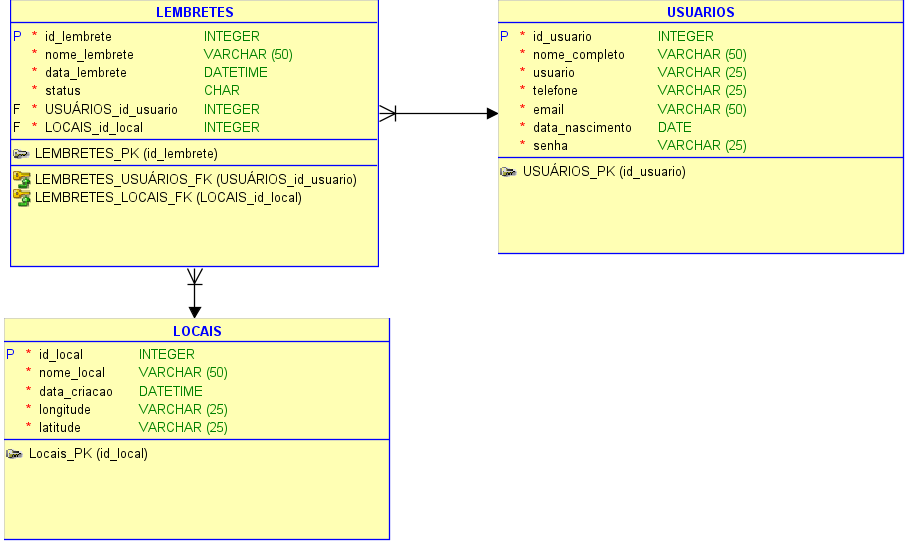 LEMBRETES
P * id_lembrete INTEGER
* nome_lembrete VARCHAR (50)
* data_lembrete DATETIME
* status CHAR
F * USUÁRIOS_id_usuario INTEGER
F * LOCAIS_id_local INTEGER
LEMBRETES_PK (id_lembrete)
LEMBRETES_USUÁRIOS_FK (USUÁRIOS_id_usuario)
LEMBRETES_LOCAIS_FK (LOCAIS_id_local)
USUARIOS
P * id_usuario INTEGER
* nome_completo VARCHAR (50)
* usuario VARCHAR (25)
* telefone VARCHAR (25)
* email VARCHAR (50)
* data_nascimento DATE
* senha VARCHAR (25)
USUÁRIOS_PK (id_usuario)
LOCAIS
P * id_local INTEGER
* nome_local VARCHAR (50)
* data_criacao DATETIME
* longitude VARCHAR (25)
* latitude VARCHAR (25)
Locais_PK (id_local)